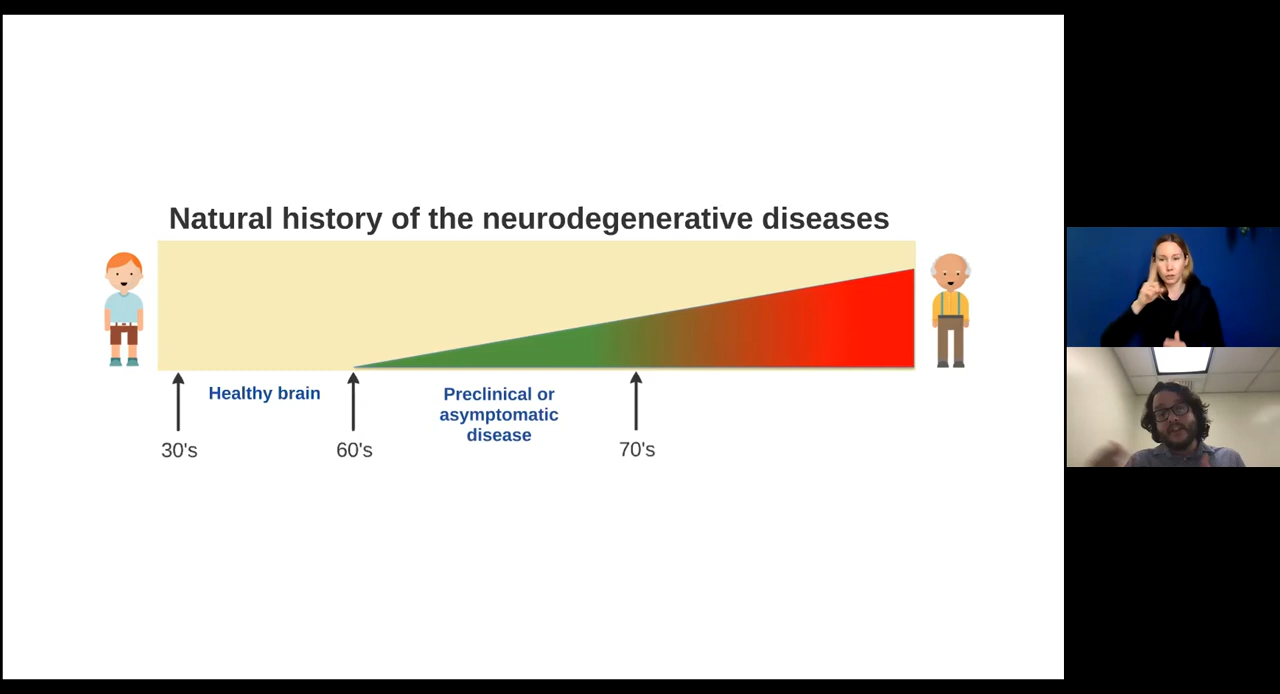 Natural history of the neurodegenerative diseases
Healthy brain
Preclinical or
asymptomatic
disease
30's
60's
70's